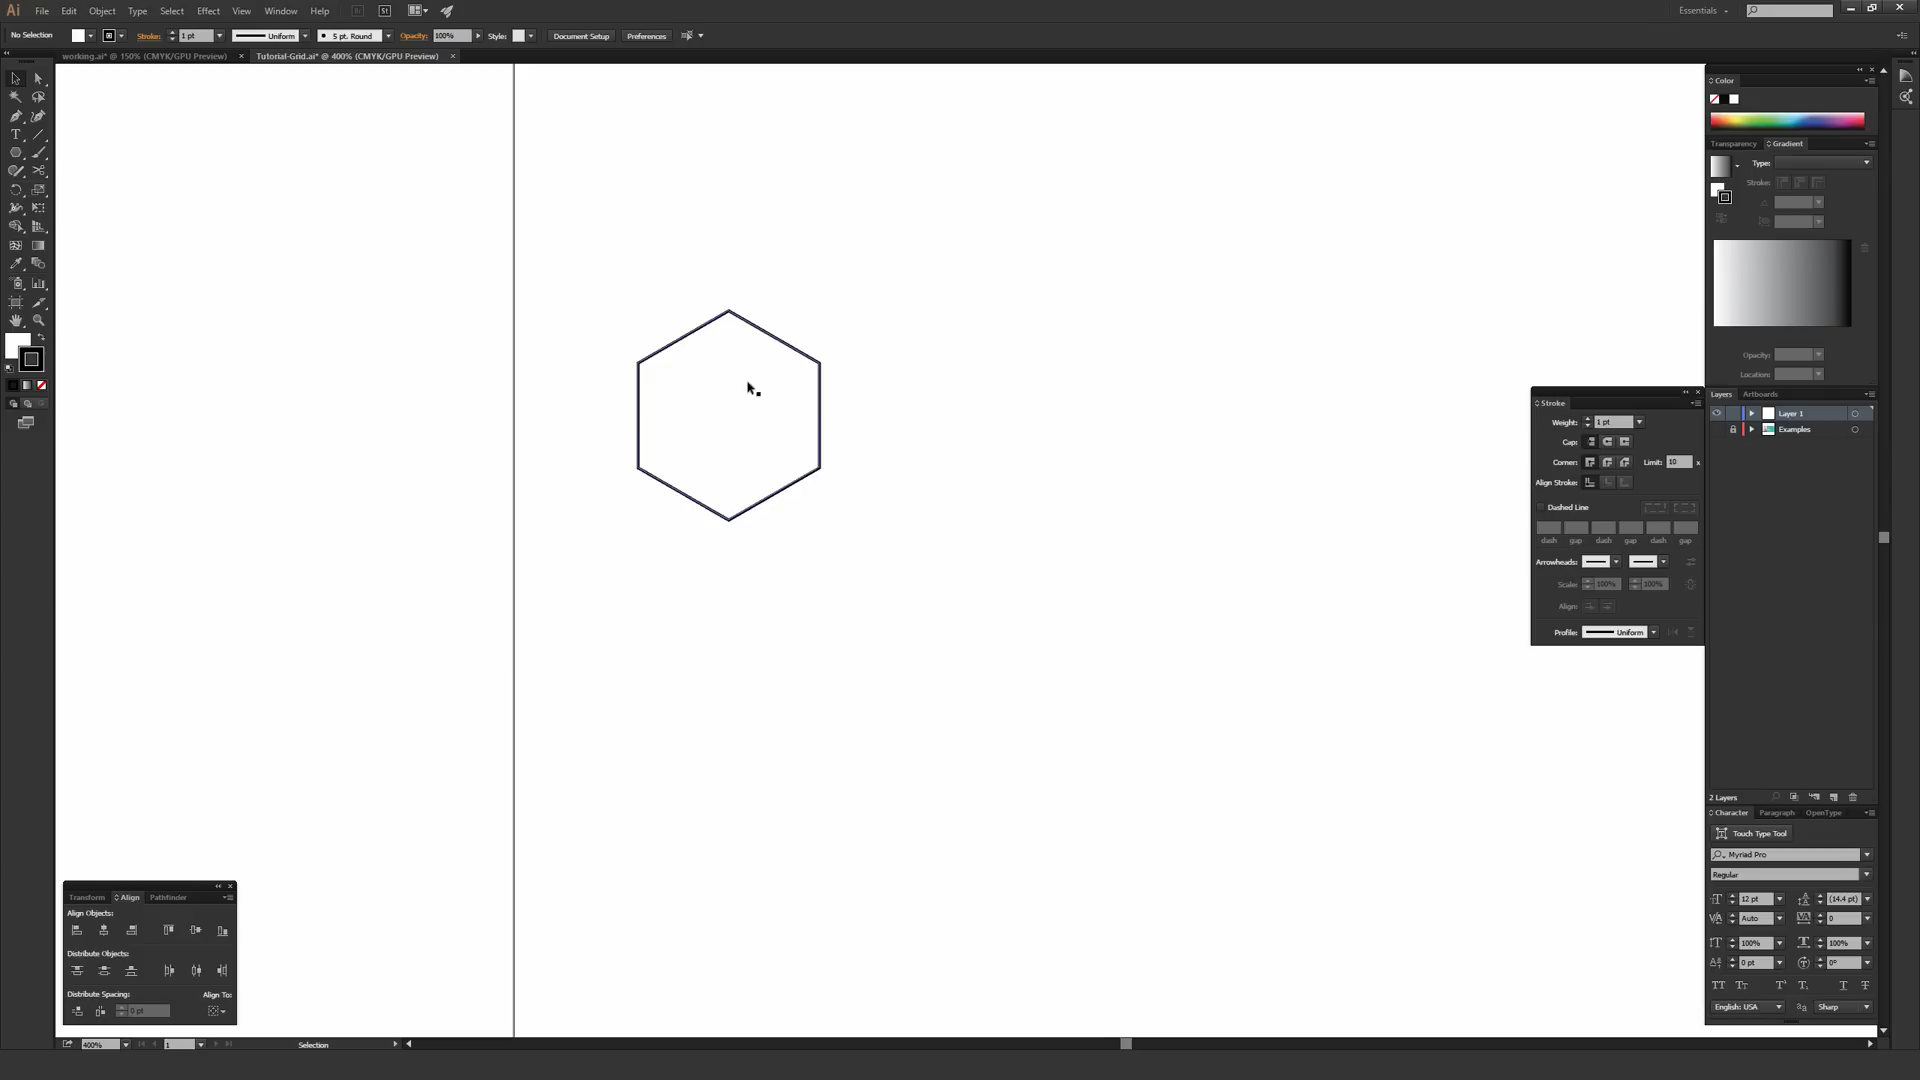 Ai File Edit Object Type Select Effect View Window Help Br St Essentials
No Selection Stroke: 1 pt Uniform 5 pt. Round Opacity: 100% Style: Document Setup Preferences
working.ai* @ 150% (CMYK/GPU Preview) × Tutorial-Grid.ai* @ 400% (CMYK/GPU Preview) ×
Color
Transparency Gradient
Type:
Stroke:
Opacity:
Location:
Layers Artboards
Layer 1
Examples
Stroke
Weight: 1 pt
Cap:
Corner: Limit: 10 x
Align Stroke:
Dashed Line
dash gap dash gap dash gap
Arrowheads:
Scale: 100% 100%
Align:
Profile: Uniform
2 Layers
Character Paragraph OpenType
Touch Type Tool
Myriad Pro
Regular
12 pt (14.4 pt)
Auto 0
100% 100%
0 pt 0°
English: USA Sharp
Transform Align Pathfinder
Align Objects:
Distribute Objects:
Distribute Spacing: Align To:
0 pt
400% 1 Selection